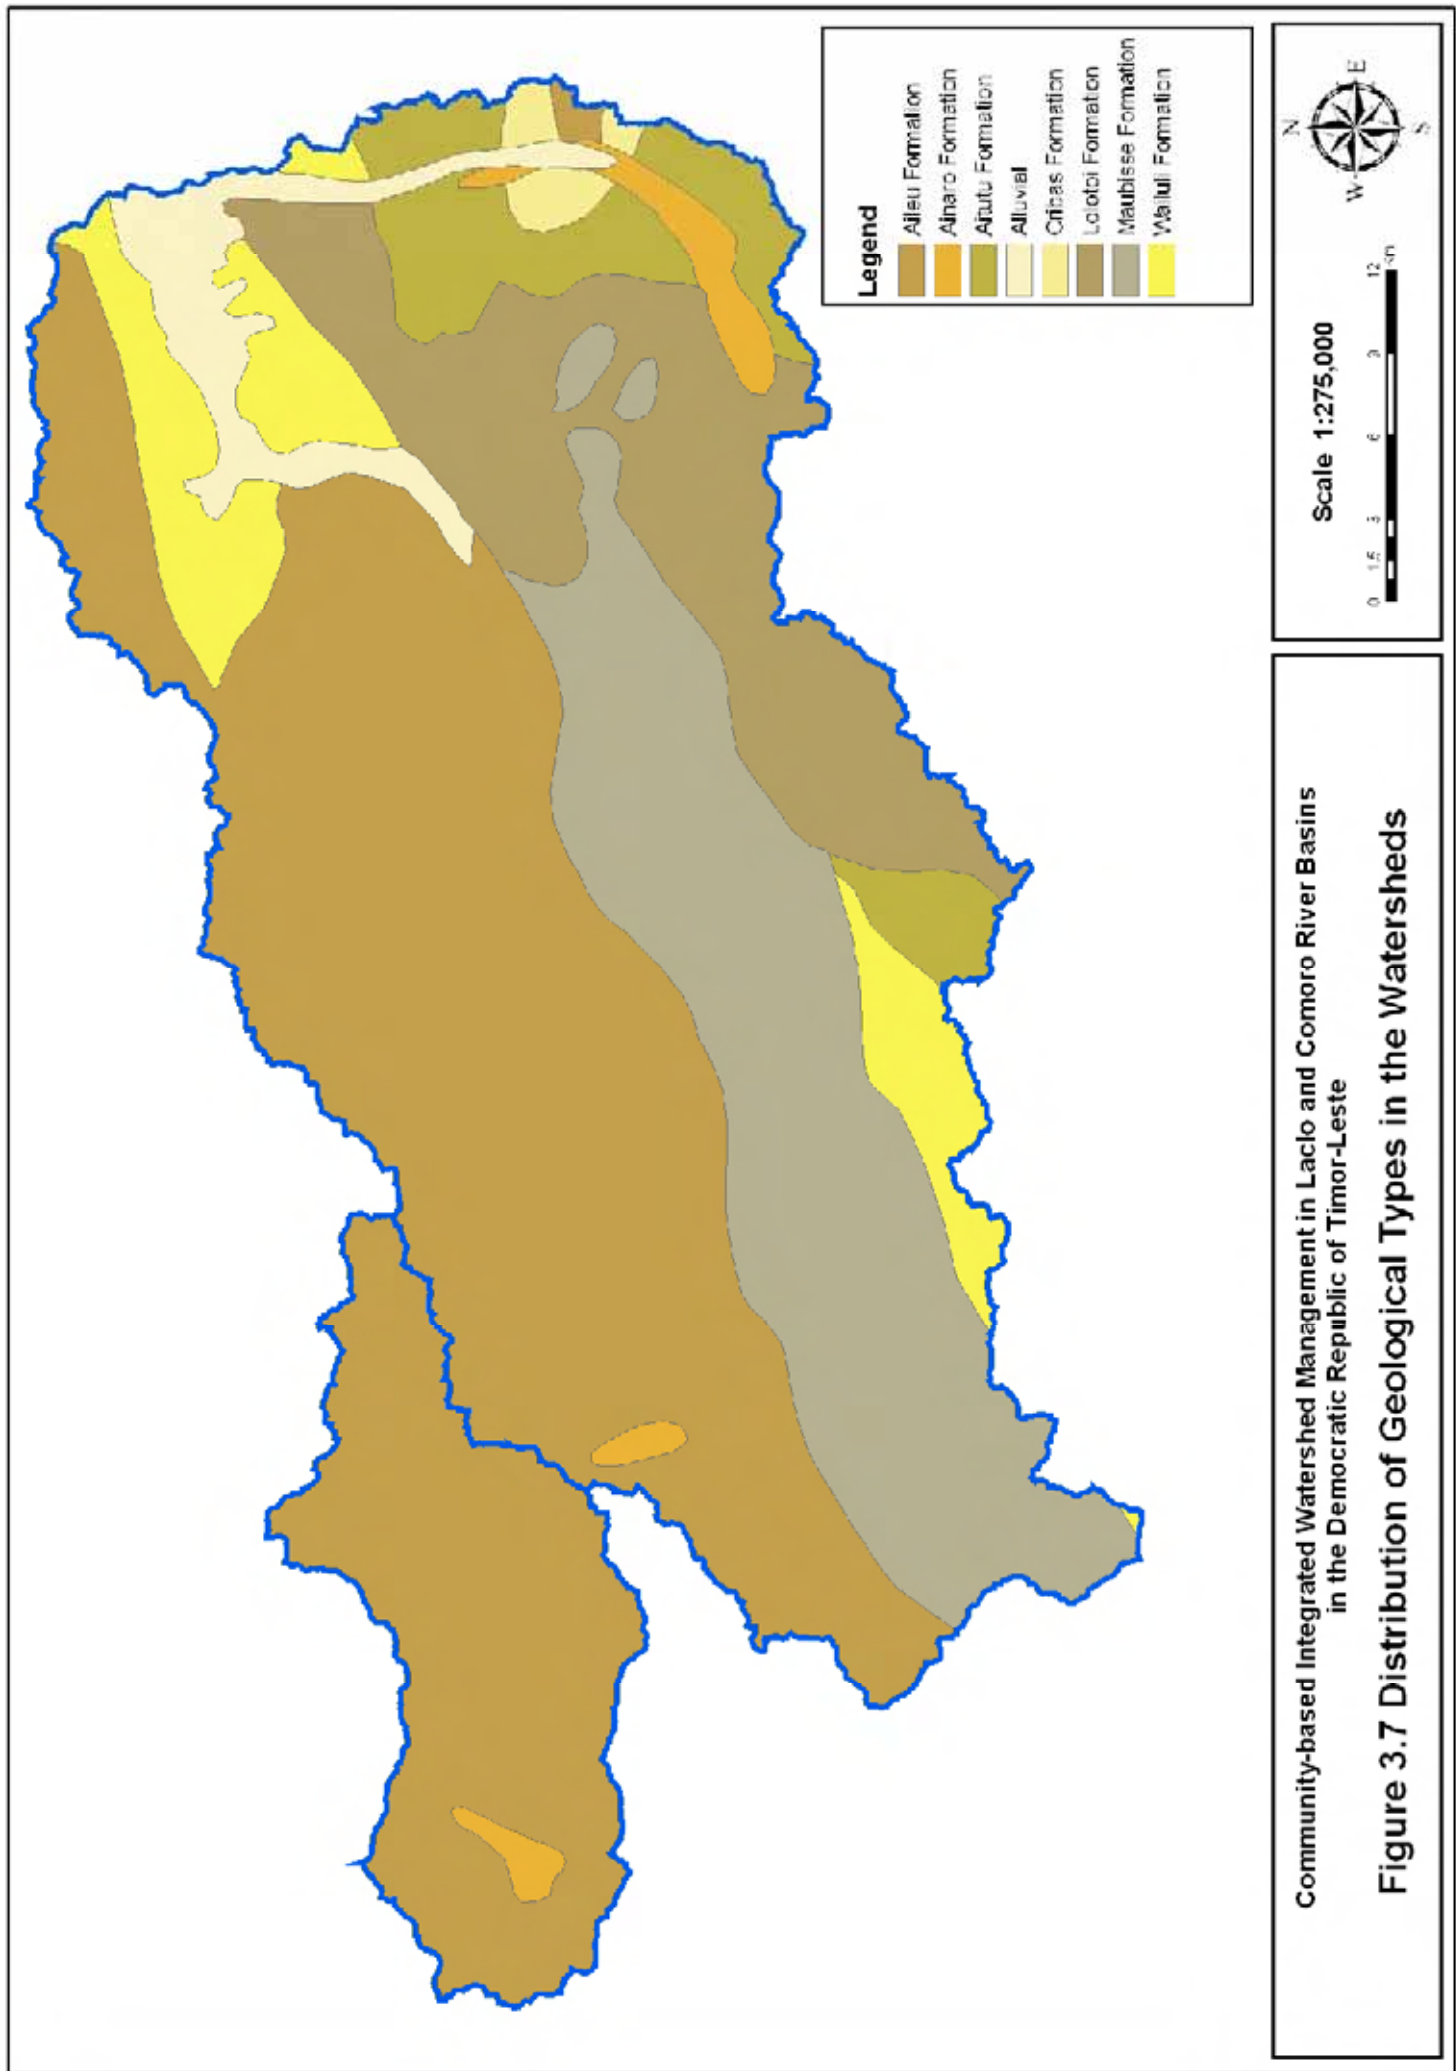 Legend
Aileu Formation
Ainaro Formation
Aitutu Formation
Alluvial
Cribas Formation
Lolotoi Formation
Maubisse Formation
Wailuli Formation
N
W
E
S
Scale 1:275,000
0 1.5 3 6 9 12
Km
Community-based Integrated Watershed Management in Laclo and Comoro River Basins
in the Democratic Republic of Timor-Leste
Figure 3.7 Distribution of Geological Types in the Watersheds